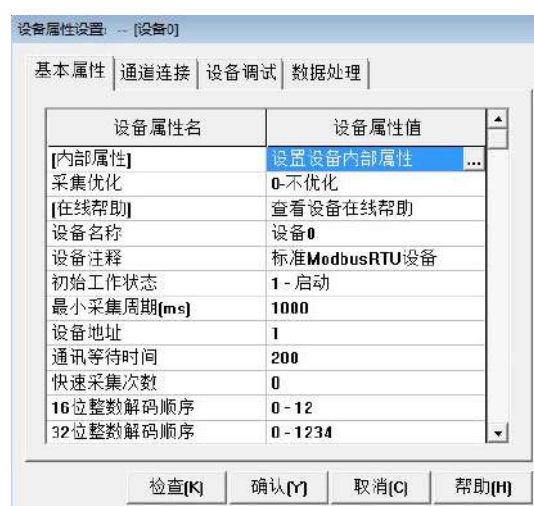 设备属性设置: -- [设备0]
基本属性 通道连接 设备调试 数据处理
设备属性名 设备属性值
[内部属性] 设置设备内部属性 ...
采集优化 0-不优化
[在线帮助] 查看设备在线帮助
设备名称 设备0
设备注释 标准ModbusRTU设备
初始工作状态 1 - 启动
最小采集周期(ms) 1000
设备地址 1
通讯等待时间 200
快速采集次数 0
16位整数解码顺序 0 - 12
32位整数解码顺序 0 - 1234
检查(K) 确认(Y) 取消(C) 帮助(H)